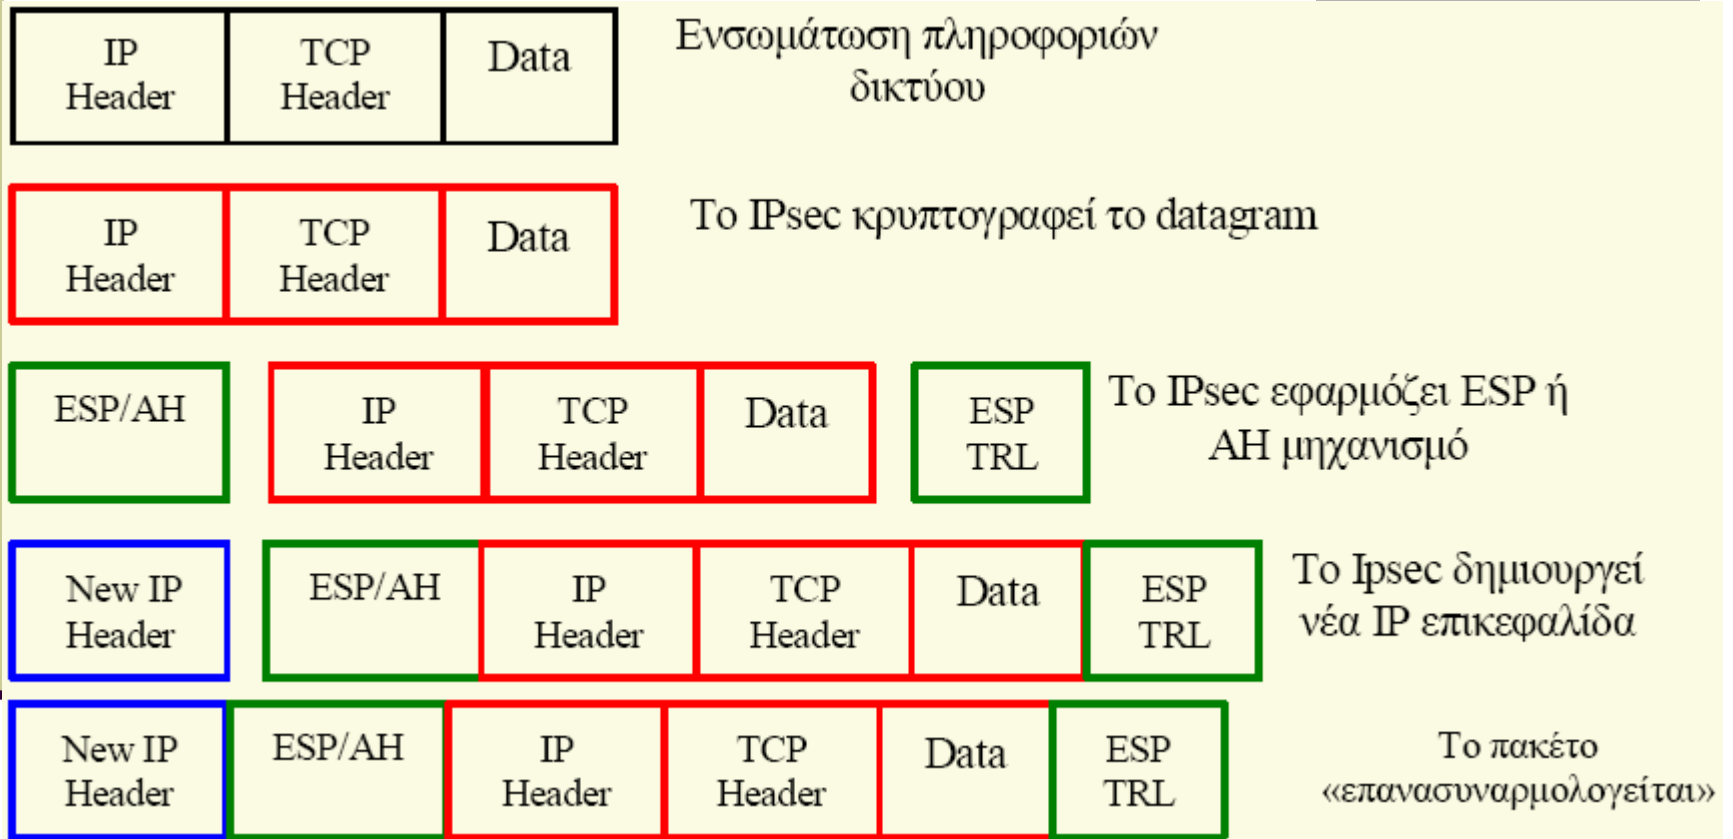 IP
Header
TCP
Header
Data
Ενσωμάτωση πληροφοριών
δικτύου
IP
Header
TCP
Header
Data
Το IPsec κρυπτογραφεί το datagram
ESP/AH
IP
Header
TCP
Header
Data
ESP
TRL
Το IPsec εφαρμόζει ESP ή
AH μηχανισμό
New IP
Header
ESP/AH
IP
Header
TCP
Header
Data
ESP
TRL
Το Ipsec δημιουργεί
νέα IP επικεφαλίδα
New IP
Header
ESP/AH
IP
Header
TCP
Header
Data
ESP
TRL
Το πακέτο
«επανασυναρμολογείται»